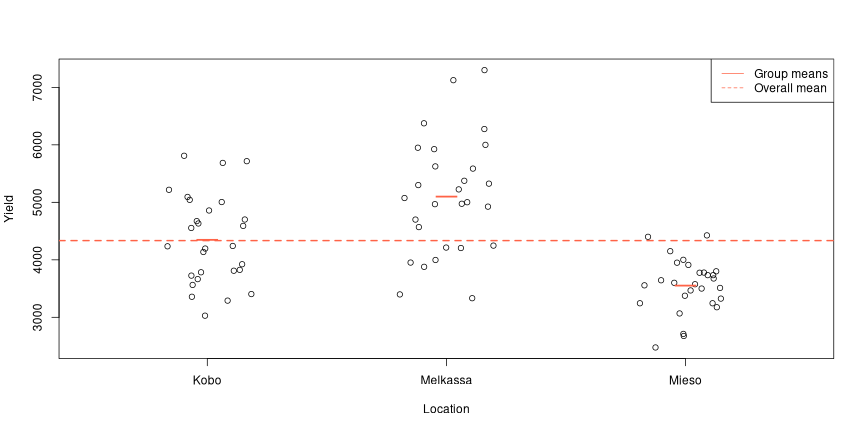 Group means
Overall mean
7000
6000
5000
4000
3000
Yield
Kobo
Melkassa
Mieso
Location